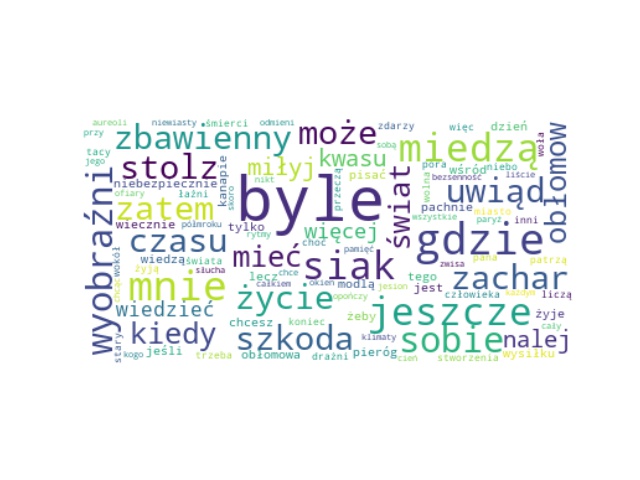 aureoli niewiasty śmierci odmieni
przy zbawienny może zdarzy więc dzień
tacy stolz miłyj kwasu sobą miedzą woła obłomow
jego niebezpiecznie kanapie nikt pisać pora wśród niebo
ofiary łaźni skoro byle przeczą świat wolna bezsenność liście
wyobraźni zatem uwiąd
pachnie wszystkie miasto
wiecznie półmroku tylko rytmy więcej gdzie paryż inni
czasu choć pamięć zwisa pana patrzą
wokół wiedzą świata mieć siak
żyją słucha lecz chce modlą tego zachar
chcąc mnie całkiem okien jesion jest człowieka każdyd liczą
wiedzieć życie opończy jeszcze żyje
chcesz koniec żeby cały
kiedy szkoda klimaty sobie nalej
stary kogo jeśli trzeba obłomowa drażni pieróg cień stworzenia wysiłku